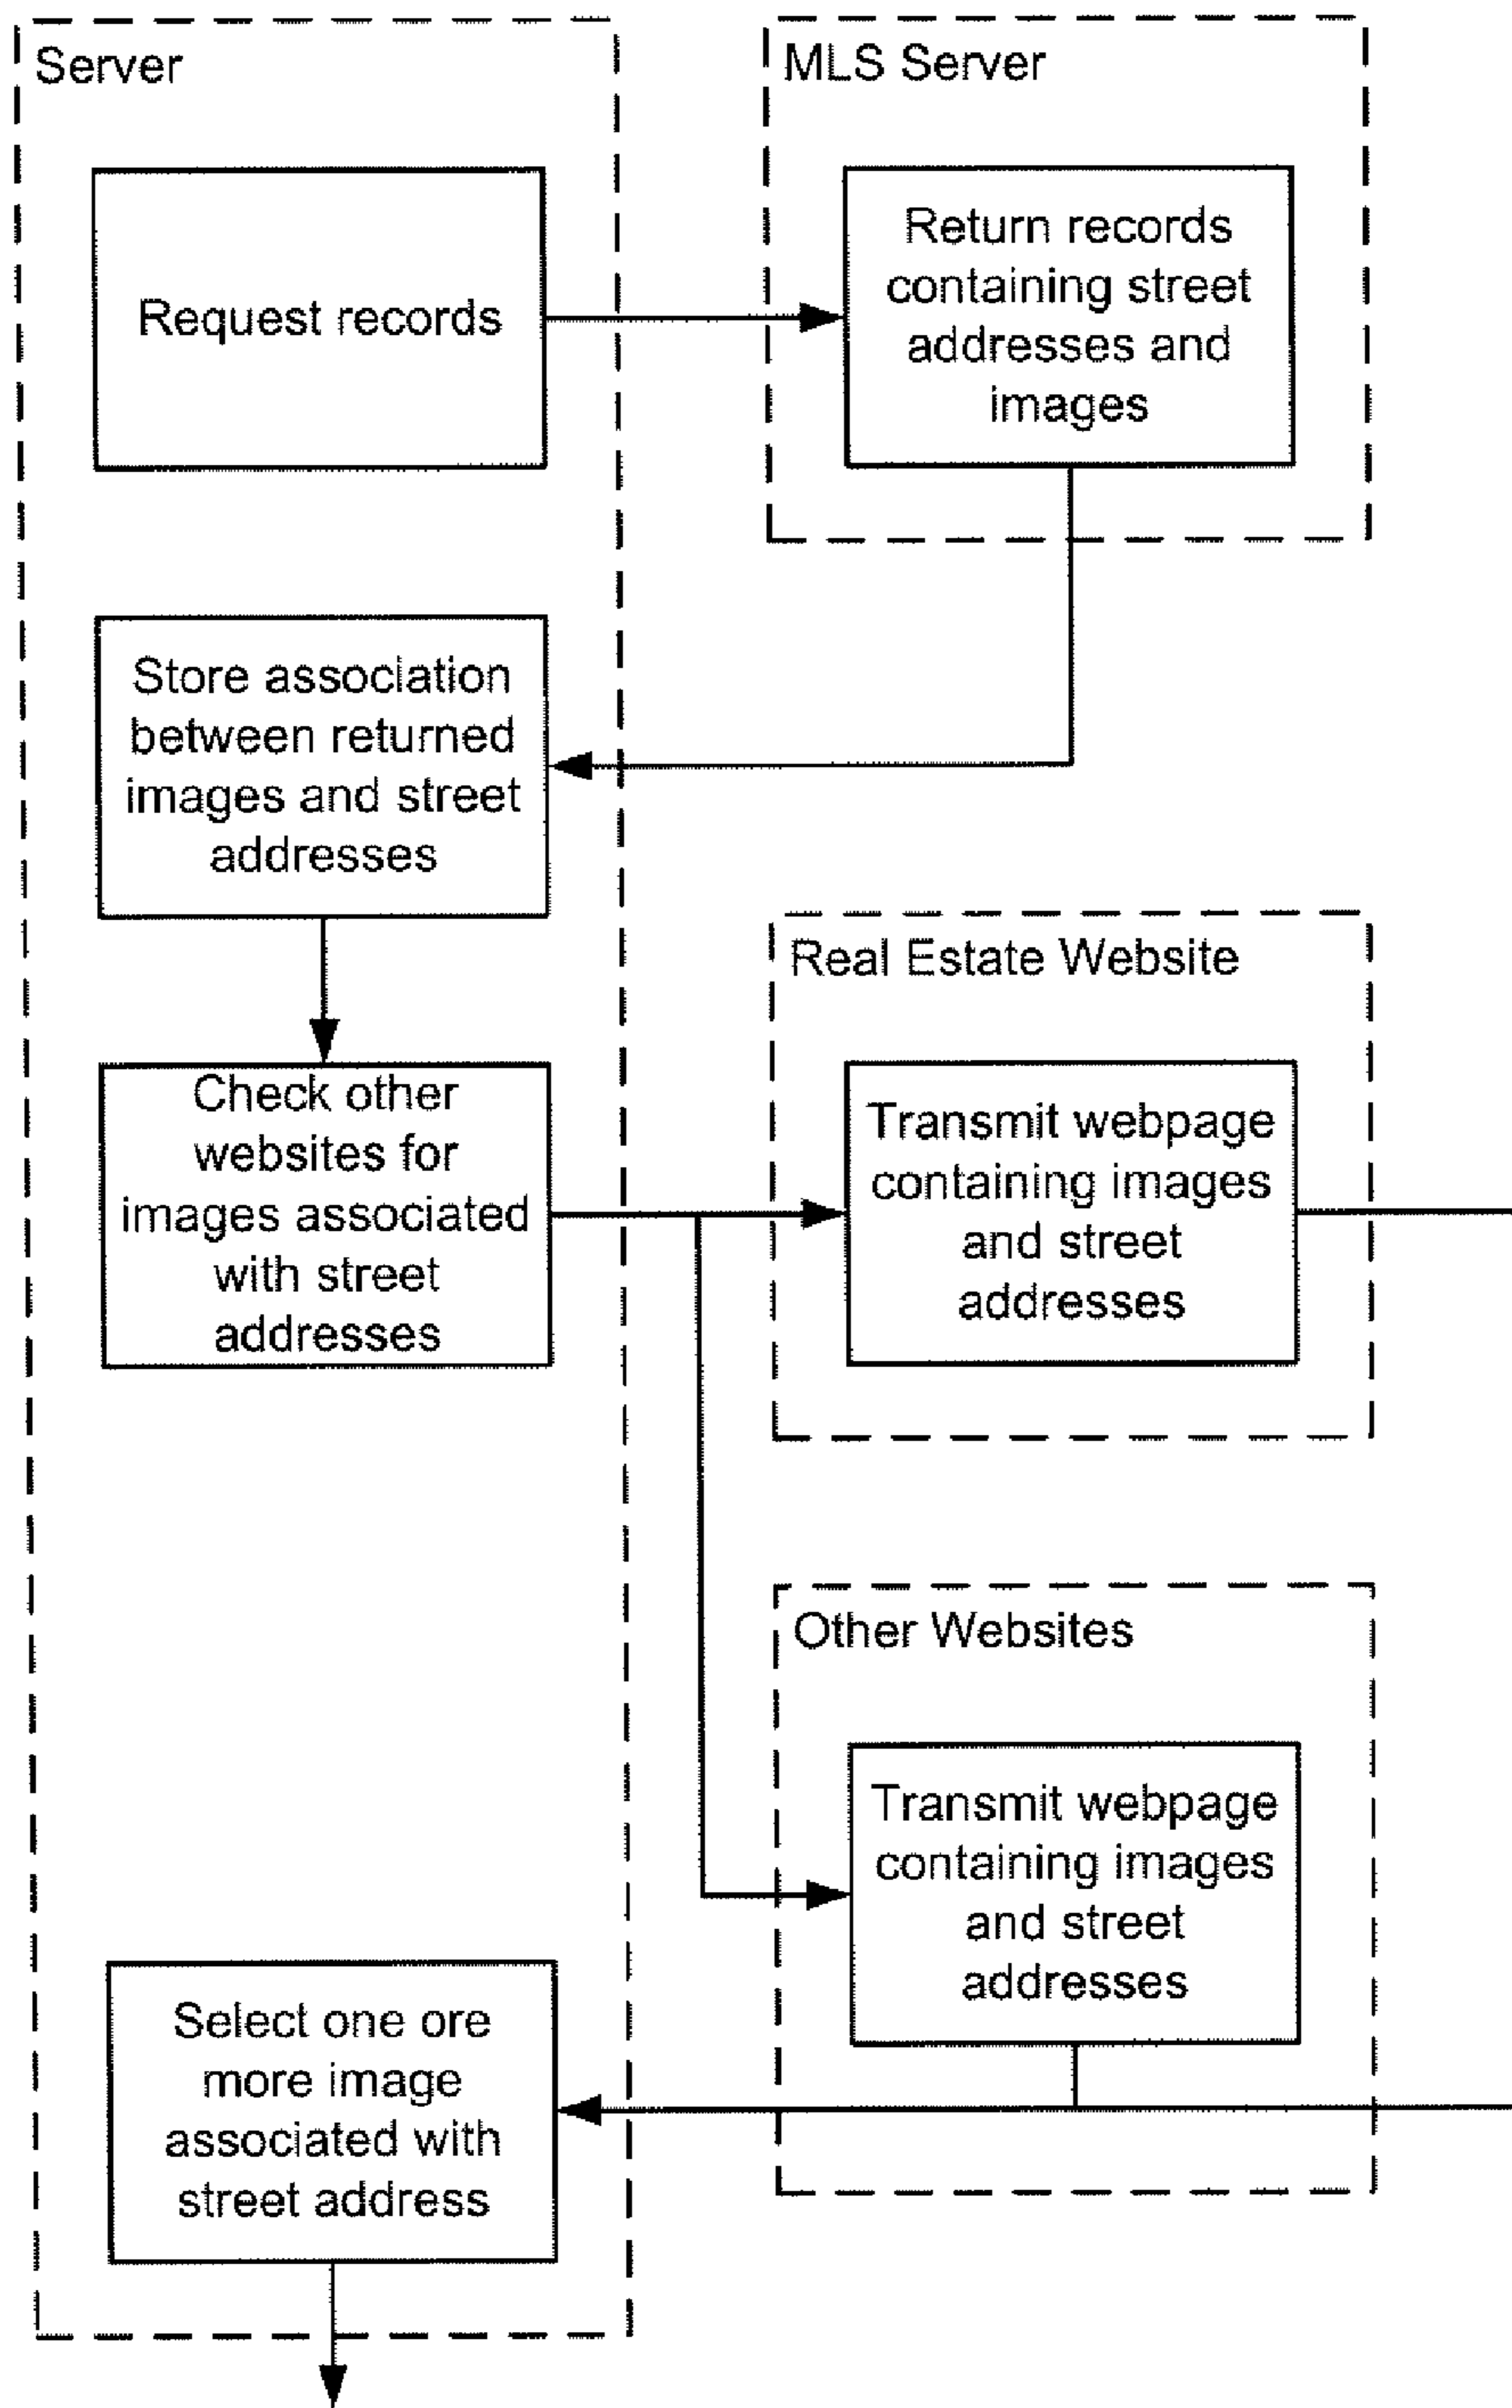 Server
MLS Server
Request records
Return records
containing street
addresses and
images
Store association
between returned
images and street
addresses
Real Estate Website
Check other
websites for
images associated
with street
addresses
Transmit webpage
containing images
and street
addresses
Other Websites
Transmit webpage
containing images
and street
addresses
Select one ore
more image
associated with
street address